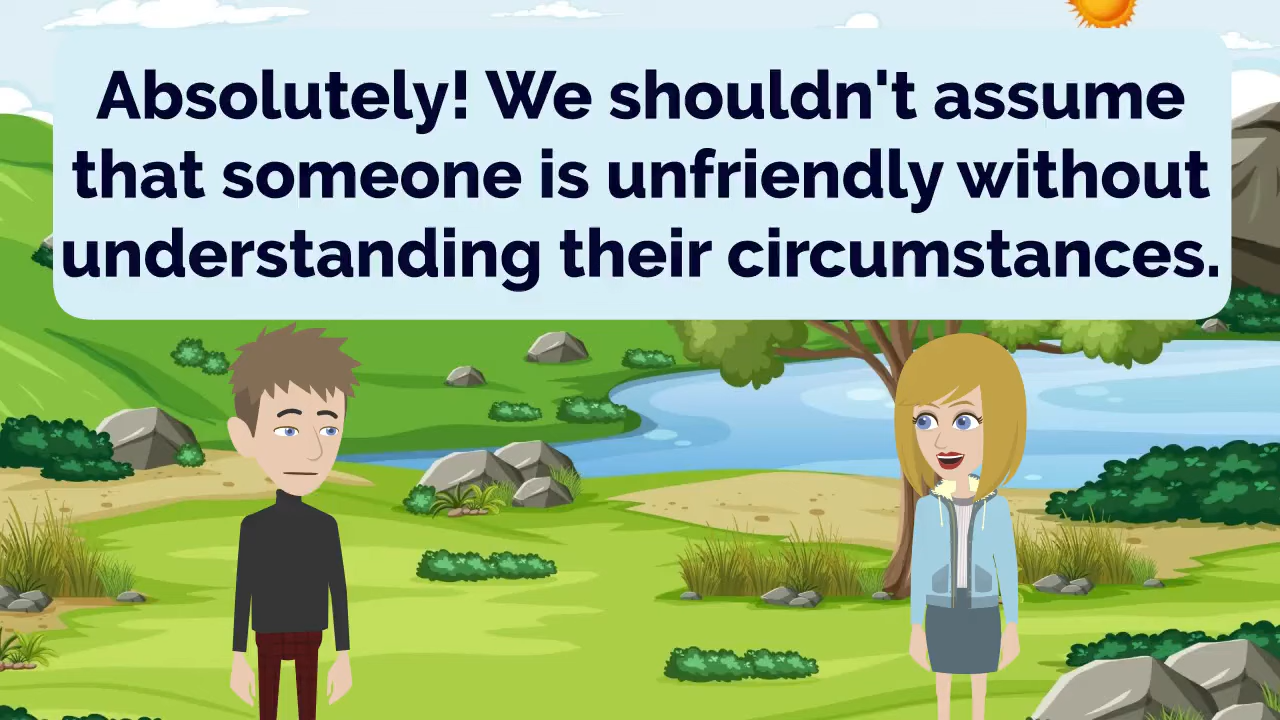 Absolutely! We shouldn't assume
that someone is unfriendly without
understanding their circumstances.